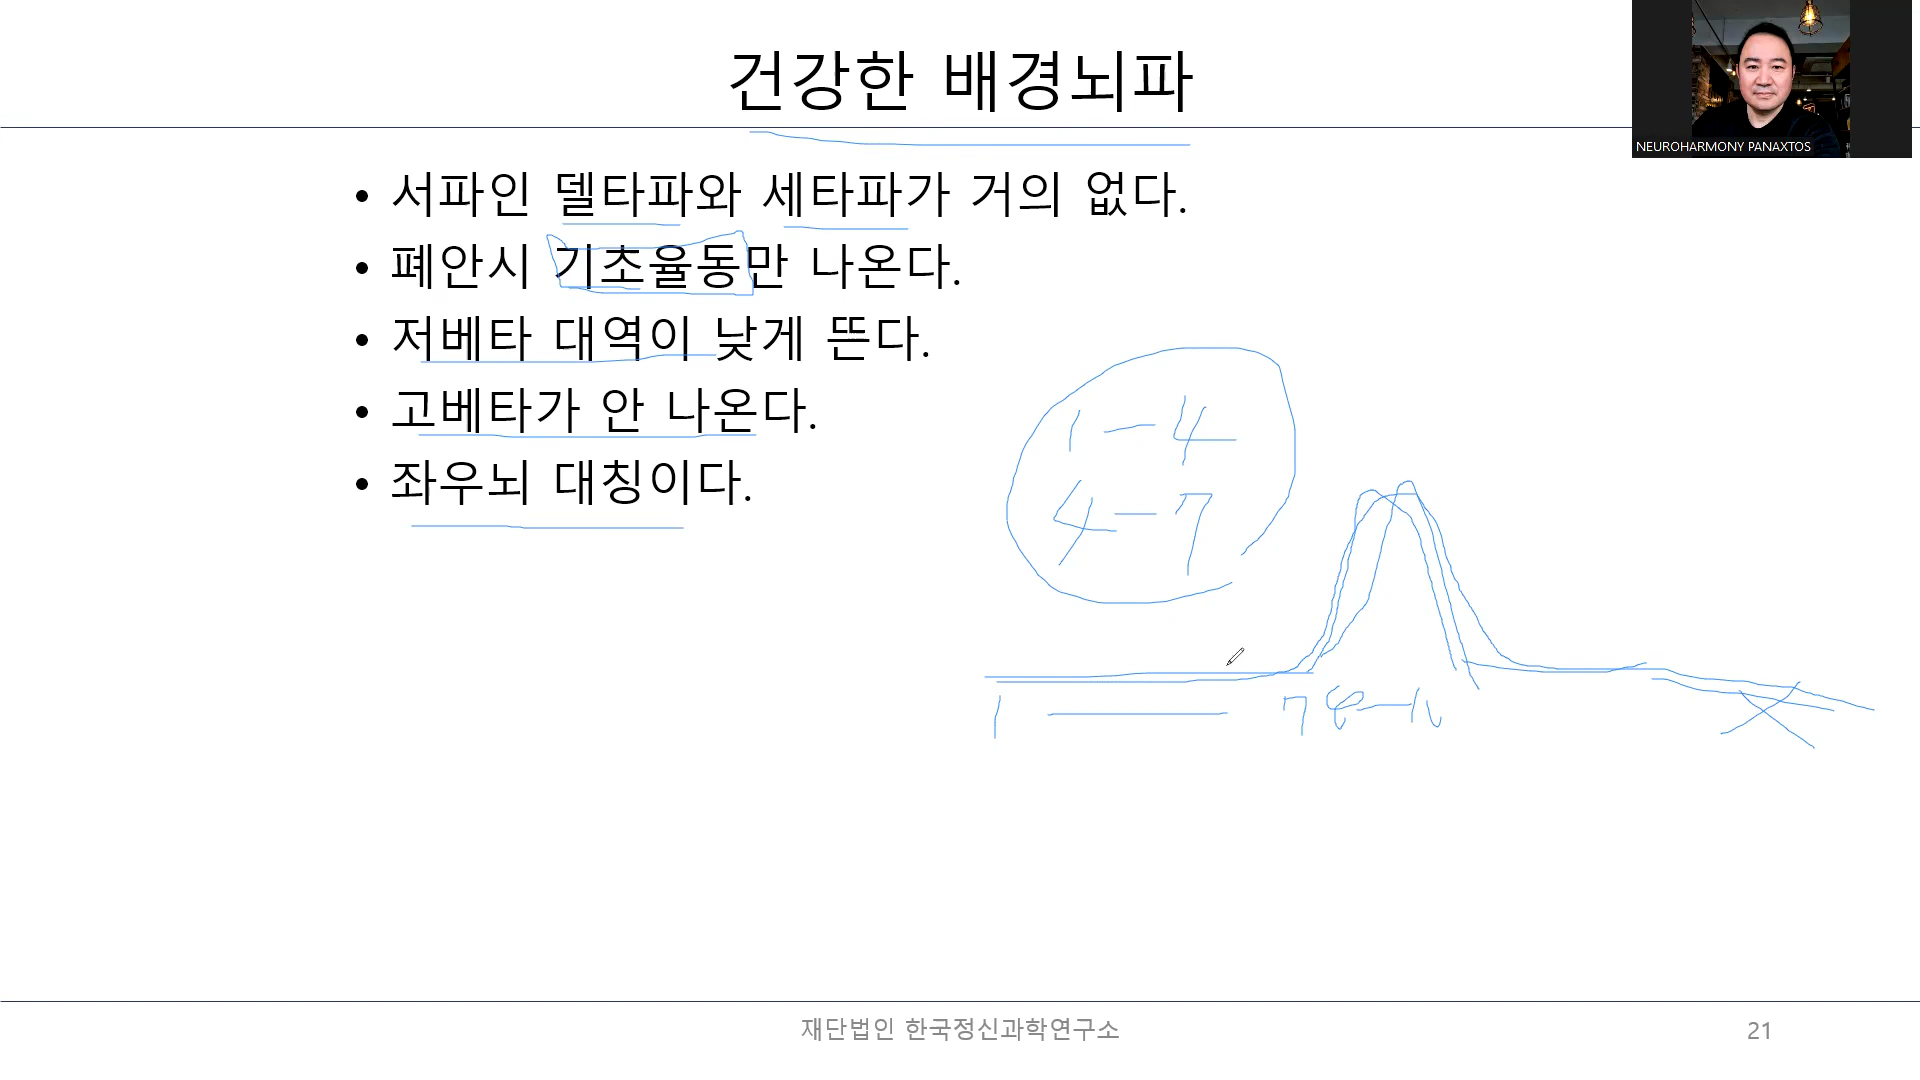 건강한 배경뇌파
NEUROHARMONY PANAXTOS
• 서파인 델타파와 세타파가 거의 없다.
• 폐안시 기초율동만 나온다.
• 저베타 대역이 낮게 뜬다.
• 고베타가 안 나온다.
• 좌우뇌 대칭이다.
1 – 4
4 – 7
1 — 7 8 —
재단법인 한국정신과학연구소
21